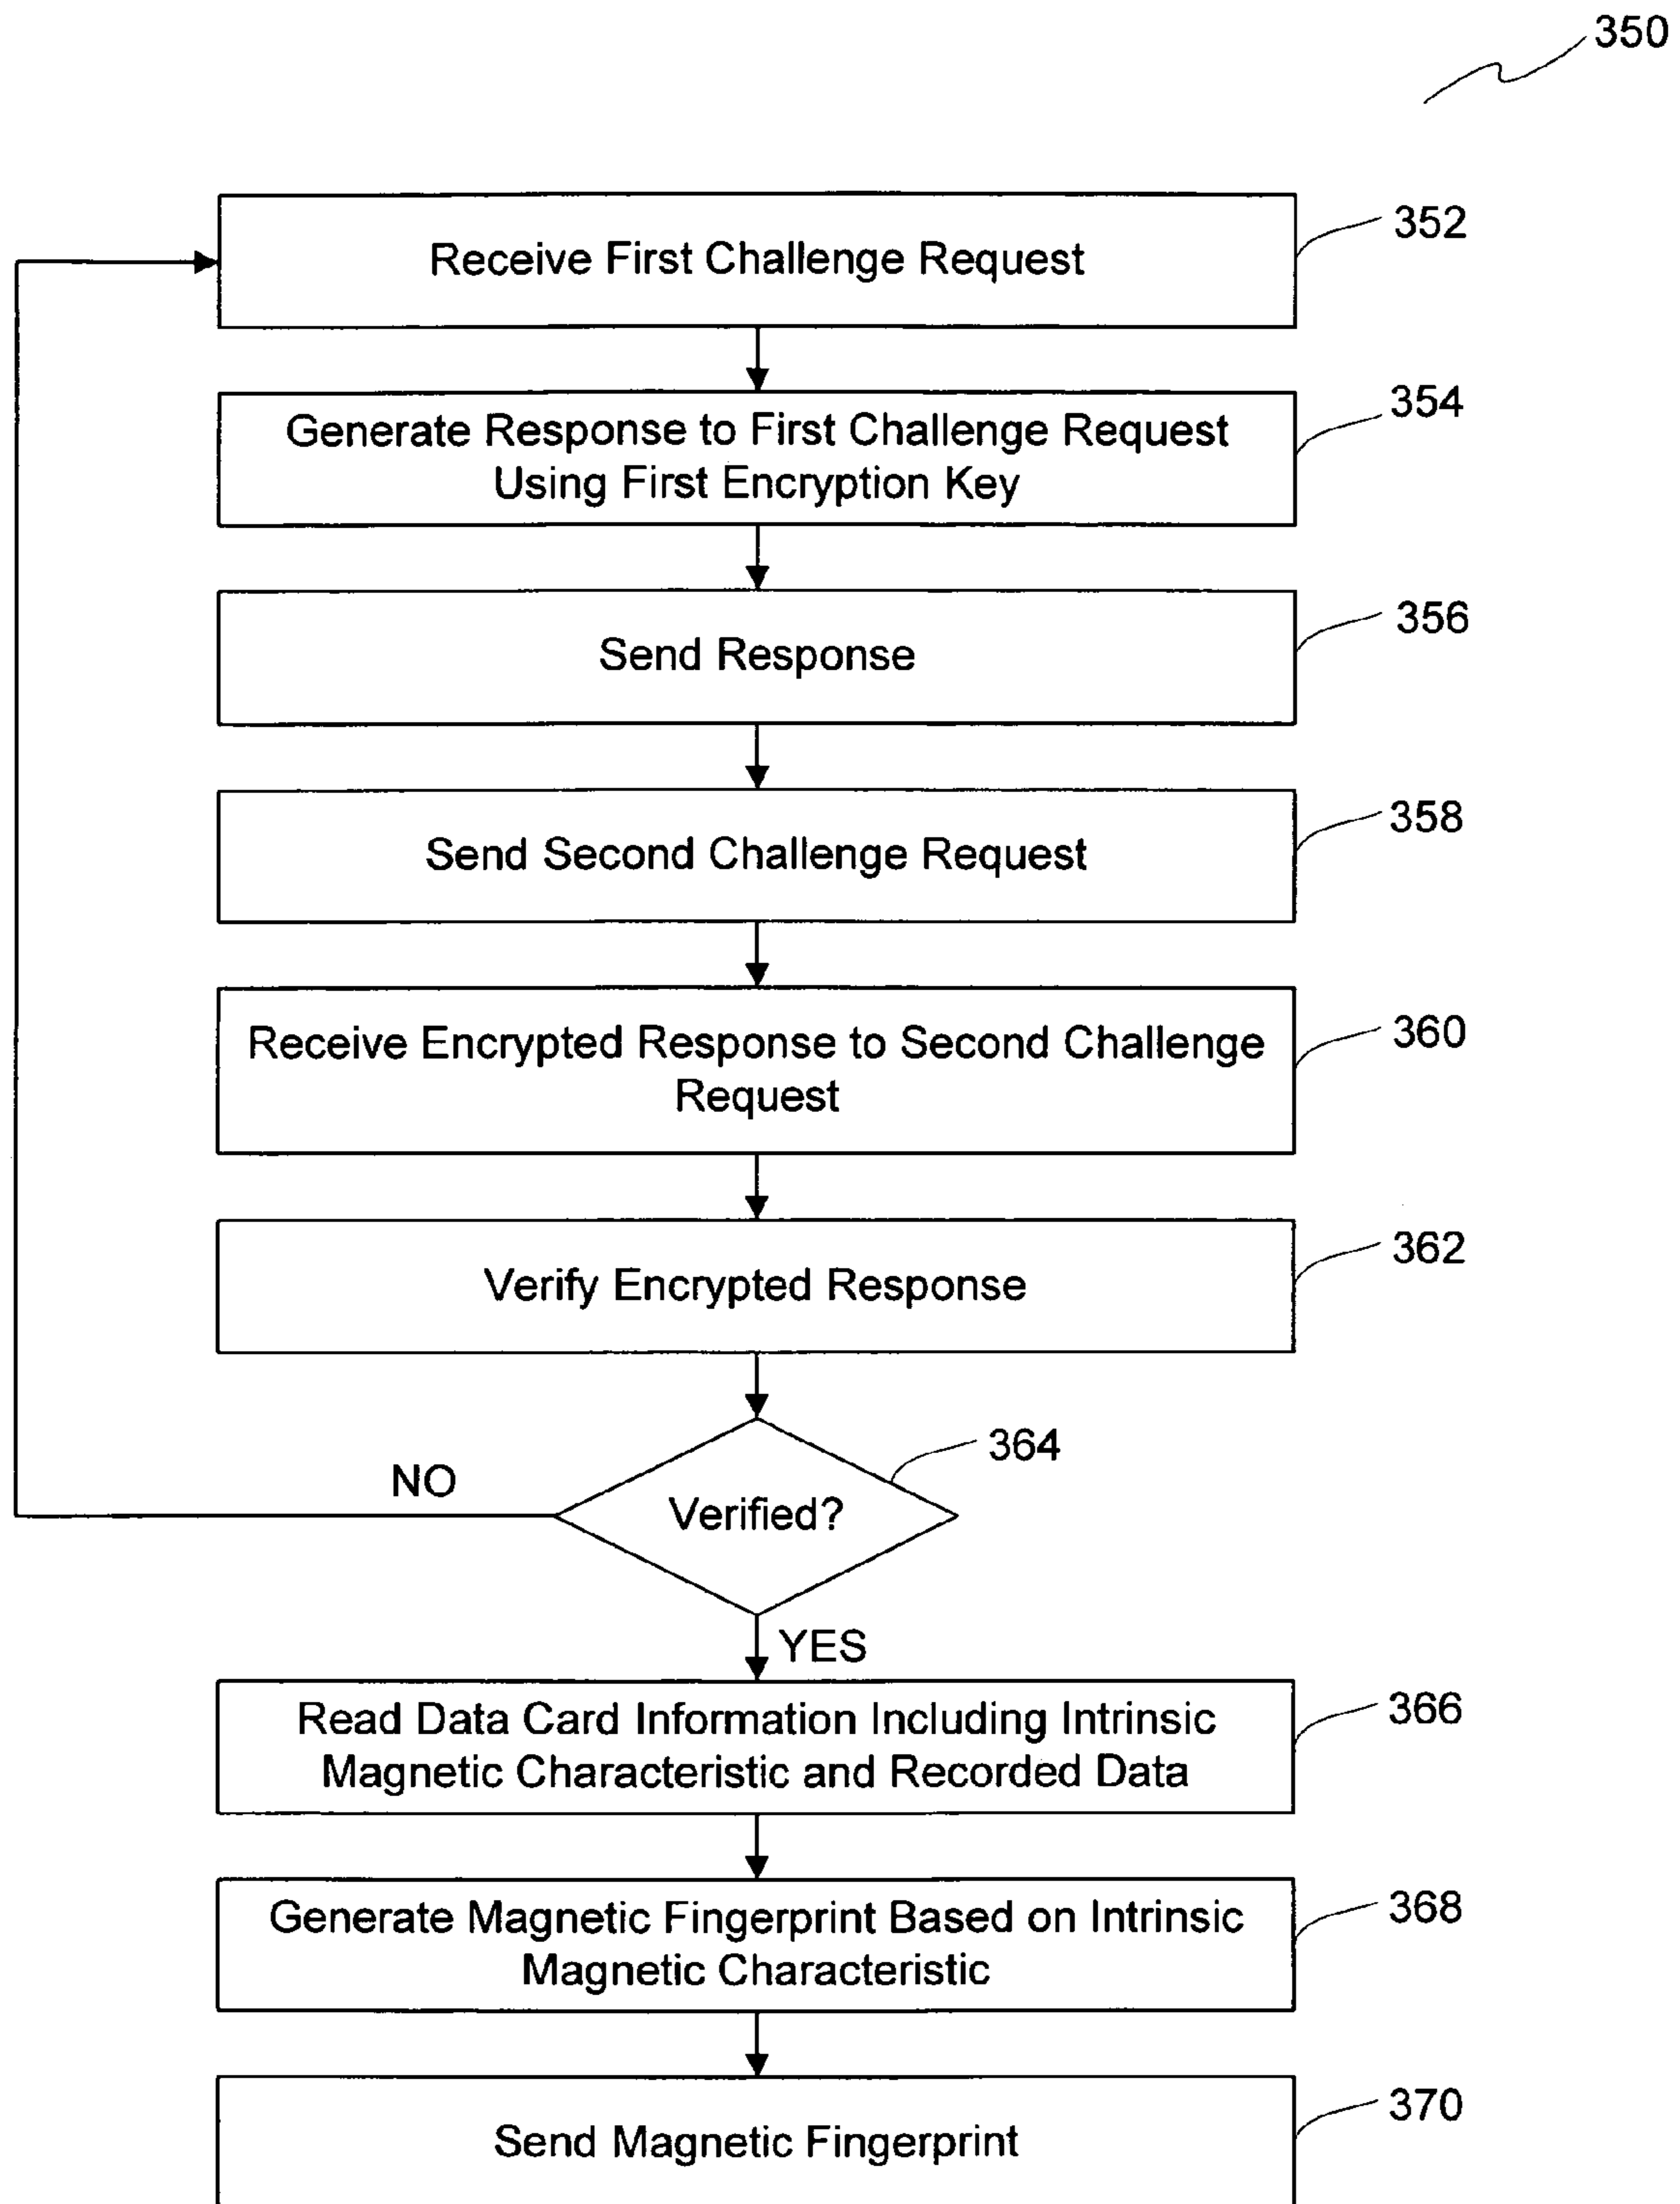 350
Receive First Challenge Request
352
Generate Response to First Challenge Request
Using First Encryption Key
354
Send Response
356
Send Second Challenge Request
358
Receive Encrypted Response to Second Challenge
Request
360
Verify Encrypted Response
362
Verified?
364
NO
YES
Read Data Card Information Including Intrinsic
Magnetic Characteristic and Recorded Data
366
Generate Magnetic Fingerprint Based on Intrinsic
Magnetic Characteristic
368
Send Magnetic Fingerprint
370